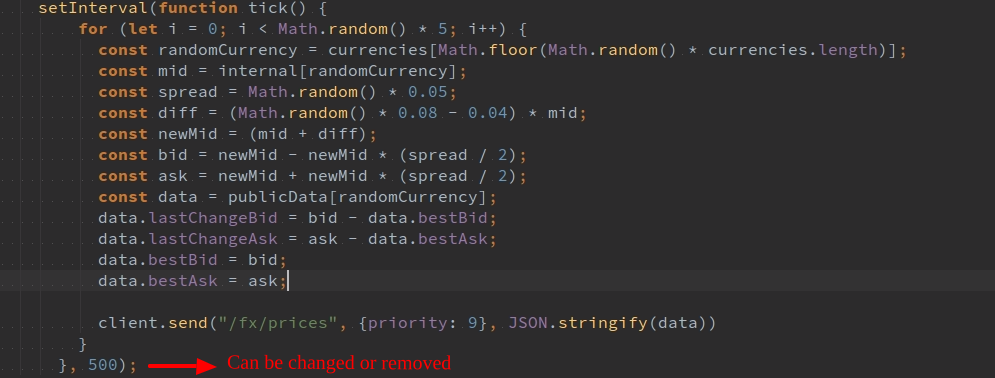 setInterval(function tick() {
for (let i = 0; i < Math.random() * 5; i++) {
const randomCurrency = currencies[Math.floor(Math.random() * currencies.length)];
const mid = internal[randomCurrency];
const spread = Math.random() * 0.05;
const diff = (Math.random() * 0.08 - 0.04) * mid;
const newMid = (mid + diff);
const bid = newMid - newMid * (spread / 2);
const ask = newMid + newMid * (spread / 2);
const data = publicData[randomCurrency];
data.lastChangeBid = bid - data.bestBid;
data.lastChangeAsk = ask - data.bestAsk;
data.bestBid = bid;
data.bestAsk = ask;
client.send("/fx/prices", {priority: 9}, JSON.stringify(data))
}
}, 500); Can be changed or removed